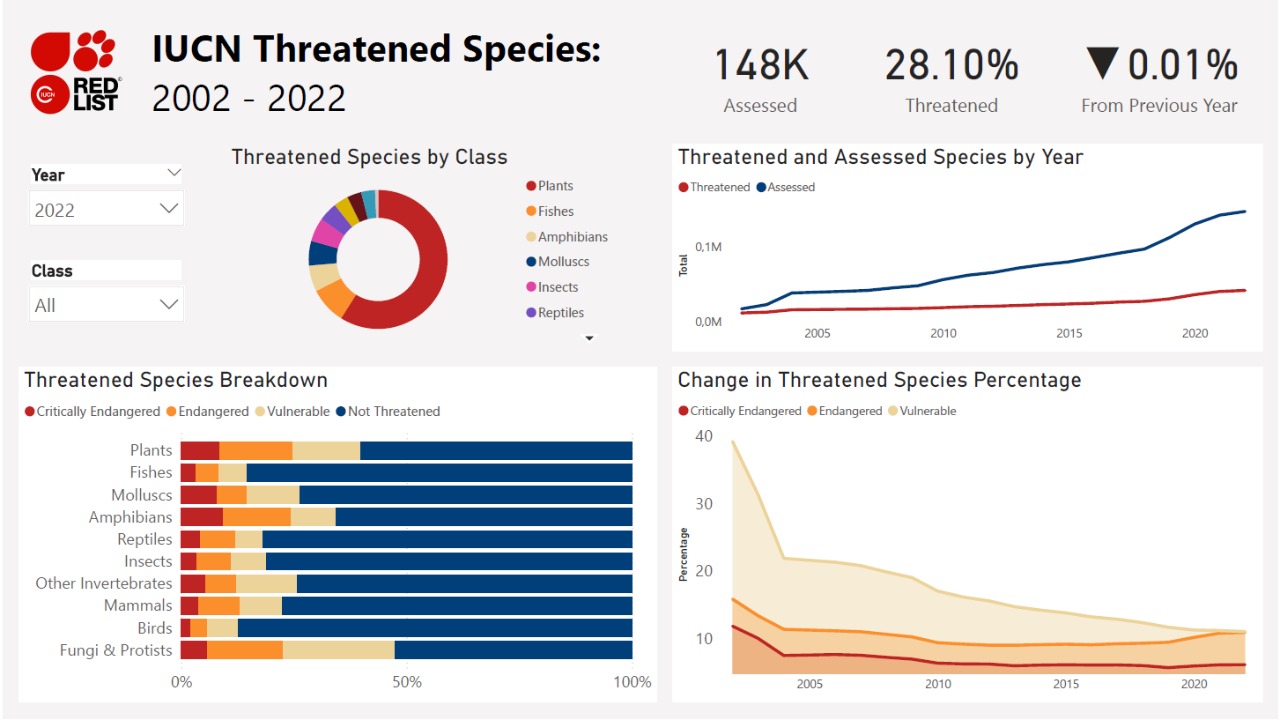 IUCN
RED LIST
IUCN Threatened Species:
2002 - 2022
148K
Assessed
28.10%
Threatened
▼ 0.01%
From Previous Year
Year
2022
Class
All
Threatened Species by Class
Plants
Fishes
Amphibians
Molluscs
Insects
Reptiles
Threatened and Assessed Species by Year
Threatened Assessed
Total
0,1M
0,0M
2005 2010 2015 2020
Threatened Species Breakdown
Critically Endangered Endangered Vulnerable Not Threatened
Plants
Fishes
Molluscs
Amphibians
Reptiles
Insects
Other Invertebrates
Mammals
Birds
Fungi & Protists
0% 50% 100%
Change in Threatened Species Percentage
Critically Endangered Endangered Vulnerable
Percentage
40
30
20
10
2005 2010 2015 2020